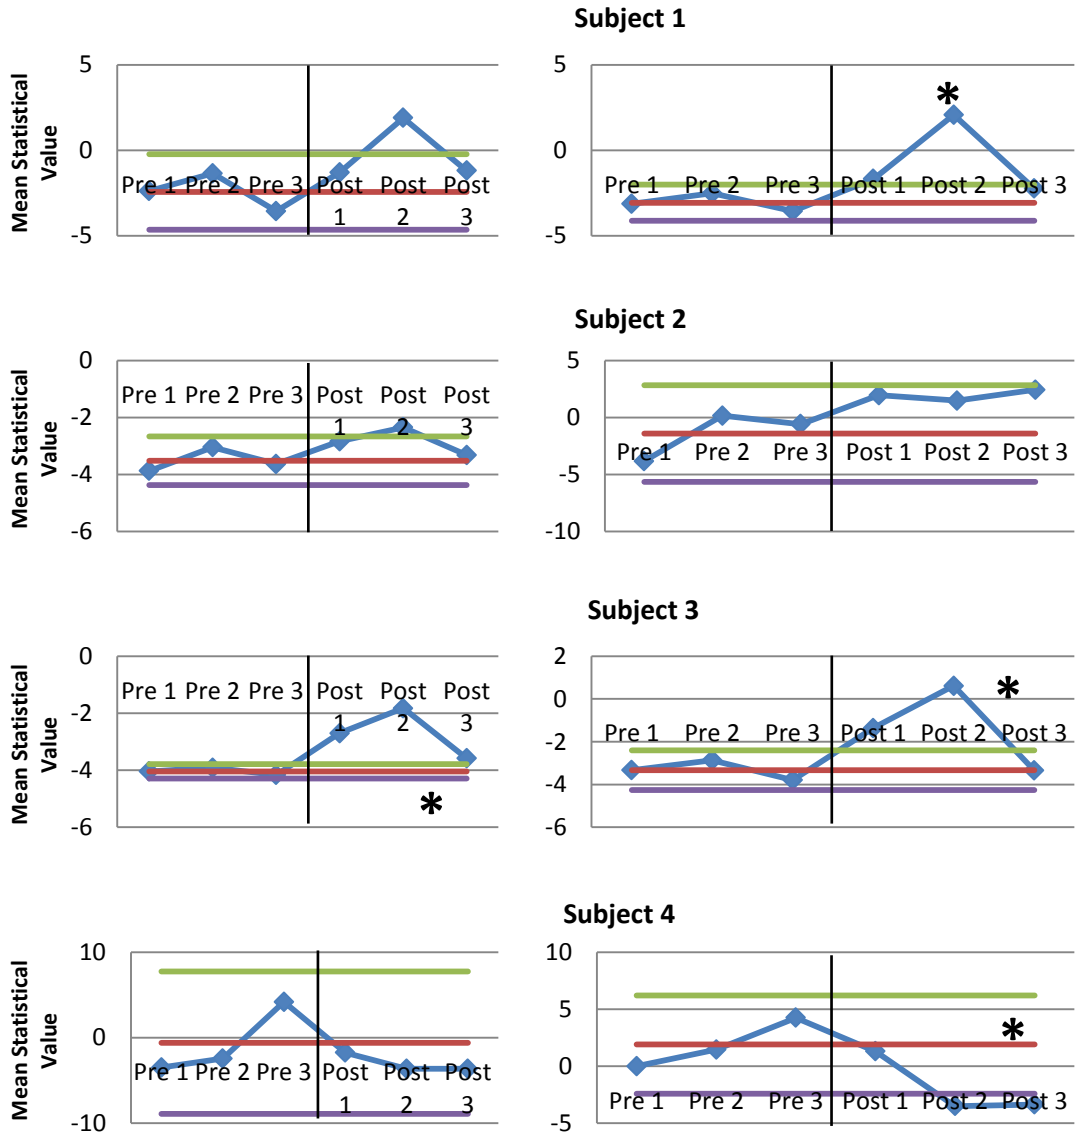 Subject 1
Mean Statistical
Value
5
0
-5
Pre 1 Pre 2 Pre 3 Post Post Post
1 2 3
5
0
-5
*
Pre 1 Pre 2 Pre 3 Post 1 Post 2 Post 3
Subject 2
Mean Statistical
Value
0
-2
-4
-6
Pre 1 Pre 2 Pre 3 Post Post Post
1 2 3
5
0
-5
-10
Pre 1 Pre 2 Pre 3 Post 1 Post 2 Post 3
Subject 3
Mean Statistical
Value
0
-2
-4
-6
Pre 1 Pre 2 Pre 3 Post Post Post
1 2 3
*
2
0
-2
-4
-6
*
Pre 1 Pre 2 Pre 3 Post 1 Post 2 Post 3
Subject 4
Mean Statistical
Value
10
0
-10
Pre 1 Pre 2 Pre 3 Post Post Post
1 2 3
10
5
0
-5
*
Pre 1 Pre 2 Pre 3 Post 1 Post 2 Post 3